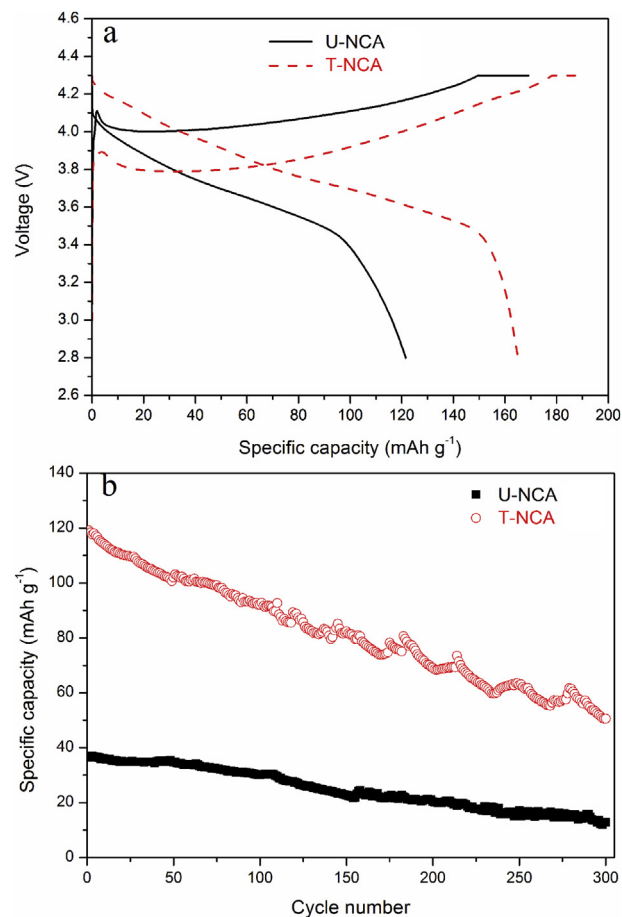 a
U-NCA
T-NCA
4.6
4.4
4.2
4.0
3.8
3.6
3.4
3.2
3.0
2.8
2.6
Voltage (V)
0 20 40 60 80 100 120 140 160 180 200
Specific capacity (mAh g⁻¹)
b
U-NCA
T-NCA
140
120
100
80
60
40
20
0
Specific capacity (mAh g⁻¹)
0 50 100 150 200 250 300
Cycle number